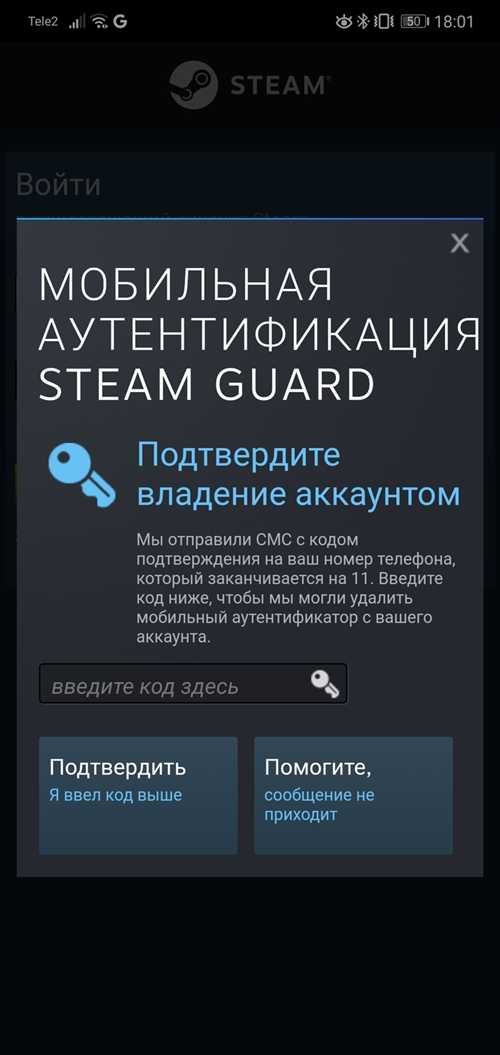 Tele2 G 50 18:01
STEAM
Войти
X
МОБИЛЬНАЯ
АУТЕНТИФИКАЦИЯ
STEAM GUARD
Подтвердите
владение аккаунтом
Мы отправили СМС с кодом
подтверждения на ваш номер телефона,
который заканчивается на 11. Введите
код ниже, чтобы мы могли удалить
мобильный аутентификатор с вашего
аккаунта.
введите код здесь
Подтвердить
Я ввел код выше
Помогите,
сообщение не
приходит